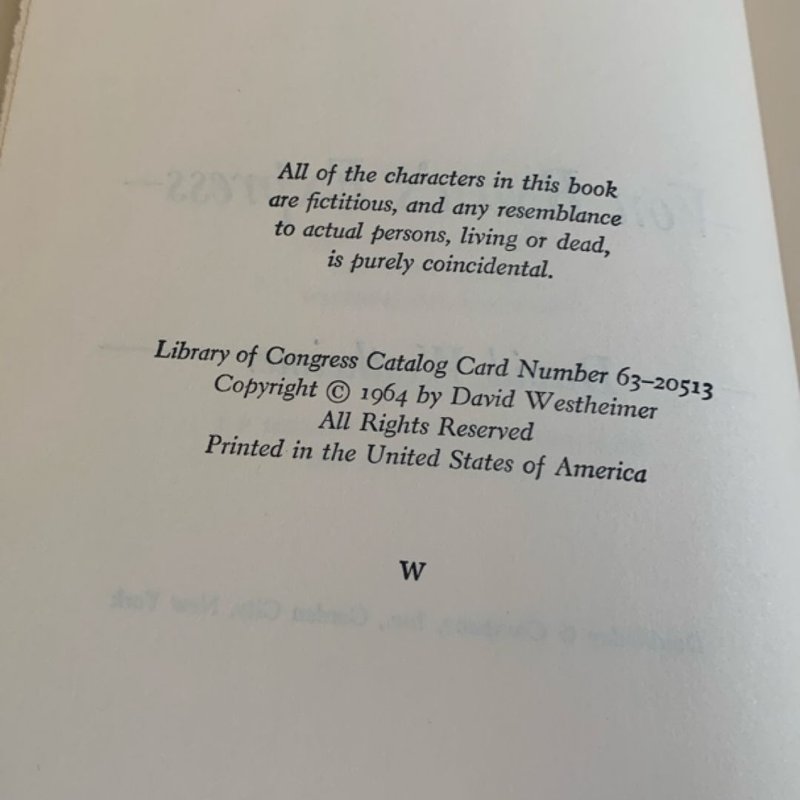 All of the characters in this book
are fictitious, and any resemblance
to actual persons, living or dead,
is purely coincidental.
Library of Congress Catalog Card Number 63–20513
Copyright © 1964 by David Westheimer
All Rights Reserved
Printed in the United States of America
W